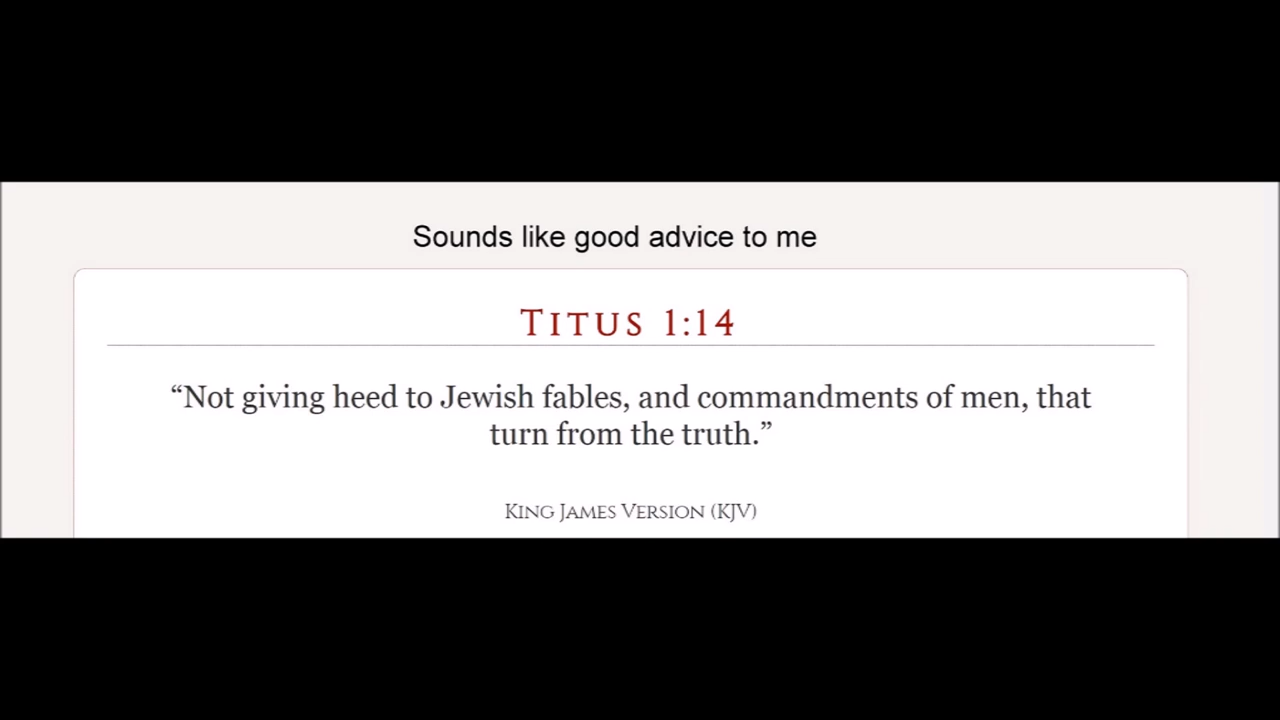 Sounds like good advice to me
Titus 1:14
“Not giving heed to Jewish fables, and commandments of men, that
turn from the truth.”
King James Version (KJV)